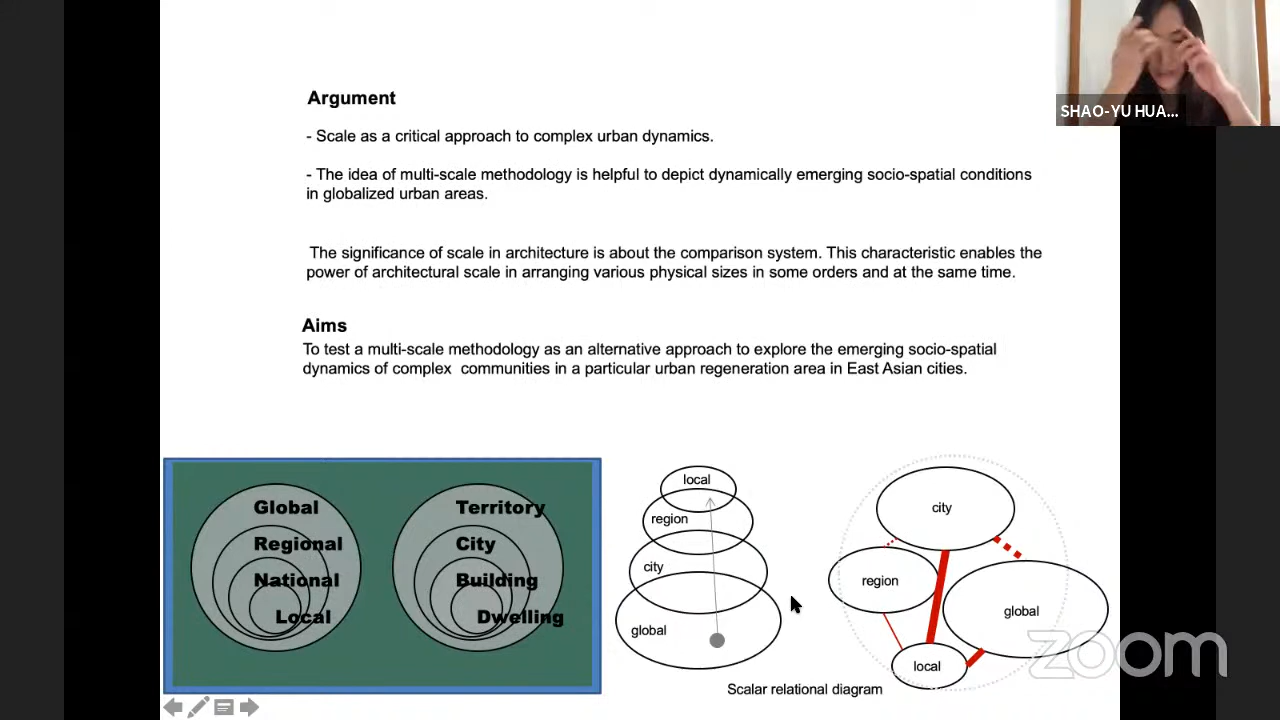 SHAO-YU HUA...
Argument
- Scale as a critical approach to complex urban dynamics.
- The idea of multi-scale methodology is helpful to depict dynamically emerging socio-spatial conditions
in globalized urban areas.
The significance of scale in architecture is about the comparison system. This characteristic enables the
power of architectural scale in arranging various physical sizes in some orders and at the same time.
Aims
To test a multi-scale methodology as an alternative approach to explore the emerging socio-spatial
dynamics of complex communities in a particular urban regeneration area in East Asian cities.
Global
Regional
National
Local
Territory
City
Building
Dwelling
local
region
city
global
city
region
global
local
Scalar relational diagram
zoom